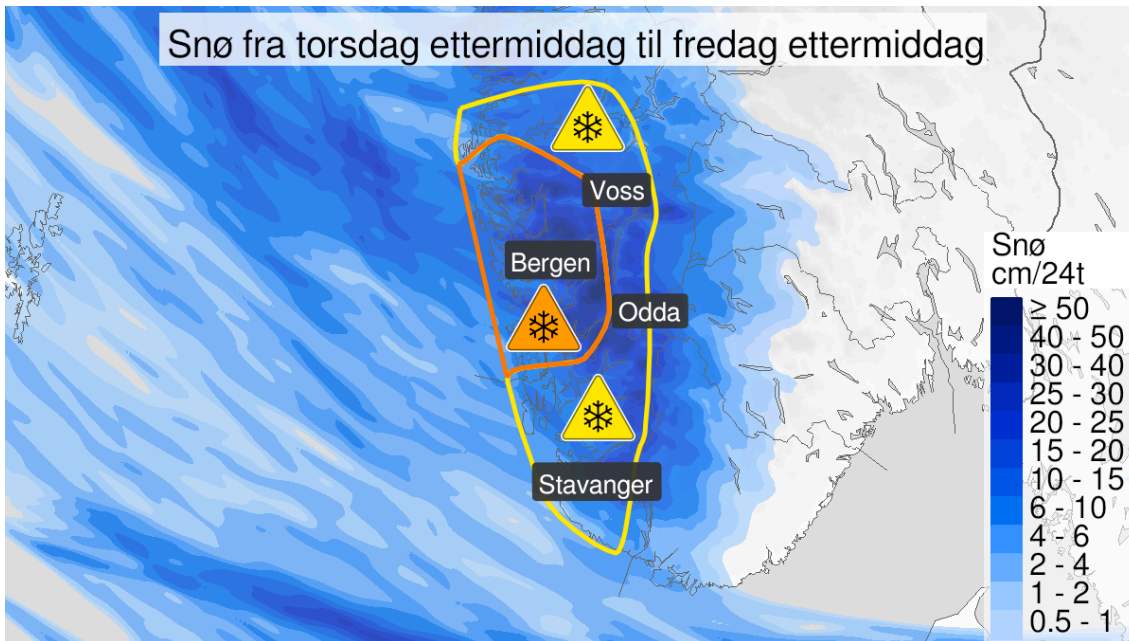 Snø fra torsdag ettermiddag til fredag ettermiddag
Voss
Bergen
Odda
Stavanger
Snø
cm/24t
≥ 50
40 - 50
30 - 40
25 - 30
20 - 25
15 - 20
10 - 15
6 - 10
4 - 6
2 - 4
1 - 2
0.5 - 1